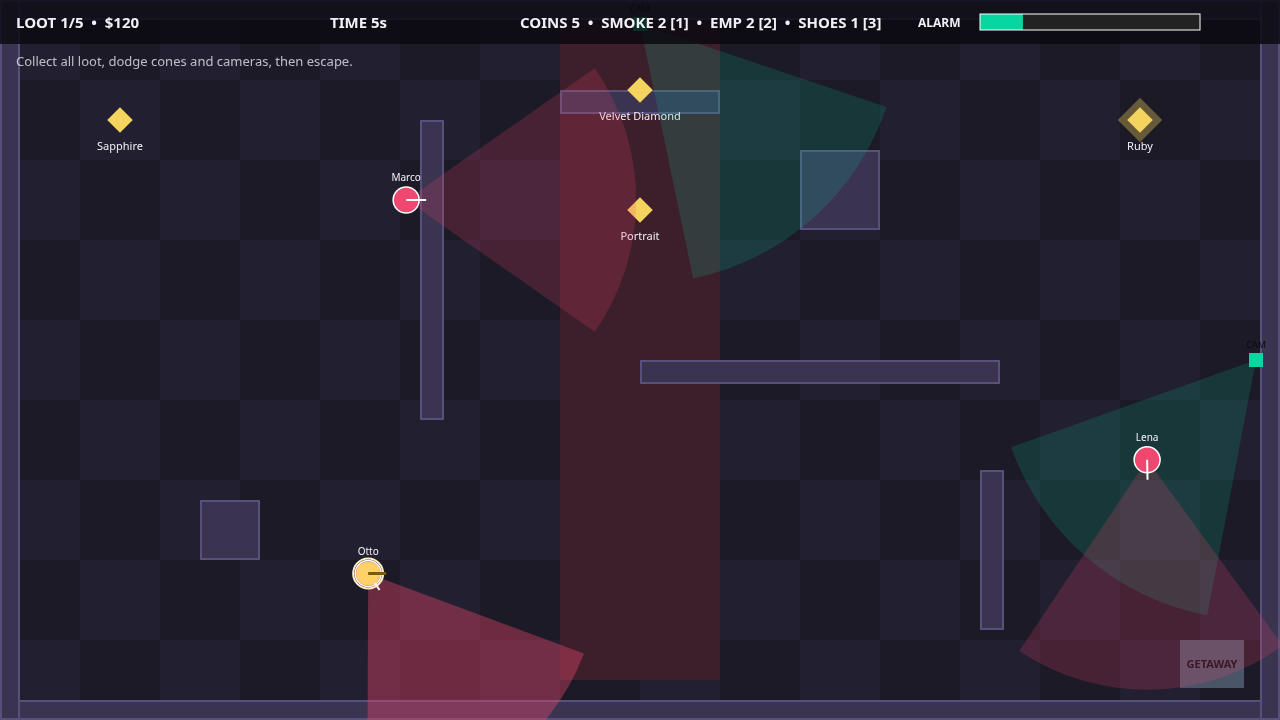 LOOT 1/5 • $120 TIME 5s COINS 5 • SMOKE 2 [1] • EMP 2 [2] • SHOES 1 [3] ALARM
Collect all loot, dodge cones and cameras, then escape.
Velvet Diamond
Sapphire
Ruby
Marco
Portrait
CAM
Lena
Otto
GETAWAY